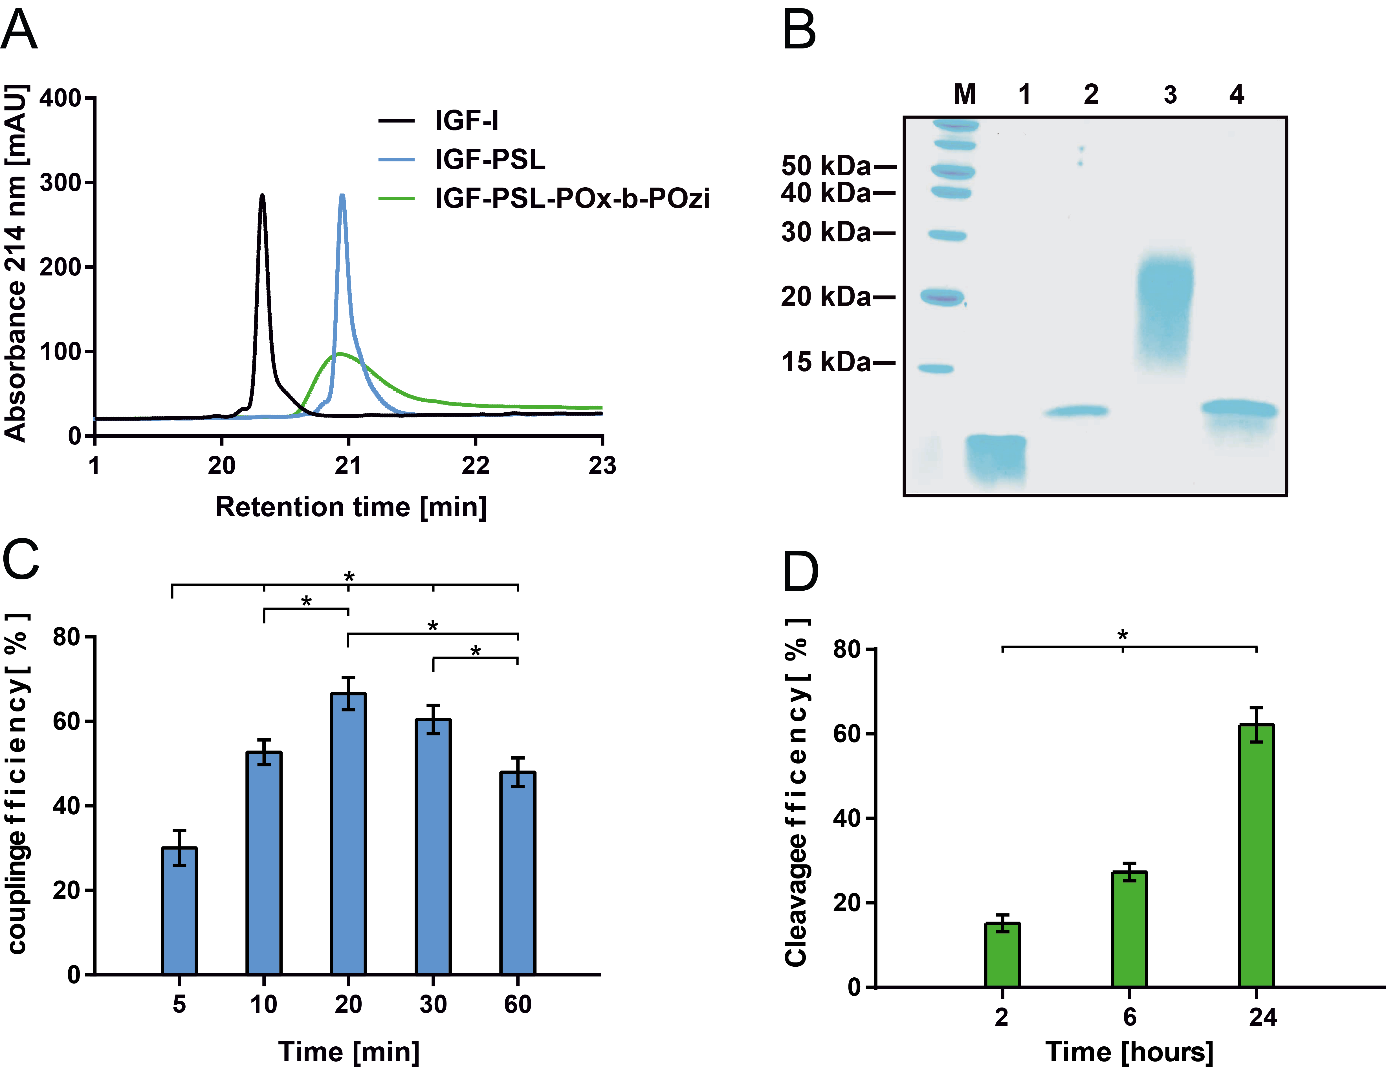 A
Absorbance 214 nm [mAU]
400
300
200
100
0
IGF-I
IGF-PSL
IGF-PSL-POx-b-POzi
1 20 21 22 23
Retention time [min]
B
M 1 2 3 4
50 kDa
40 kDa
30 kDa
20 kDa
15 kDa
C
couplingefficiency[ % ]
80
60
40
20
0
*
*
*
*
5 10 20 30 60
Time [min]
D
Cleavageefficency[ % ]
80
60
40
20
0
*
2 6 24
Time [hours]